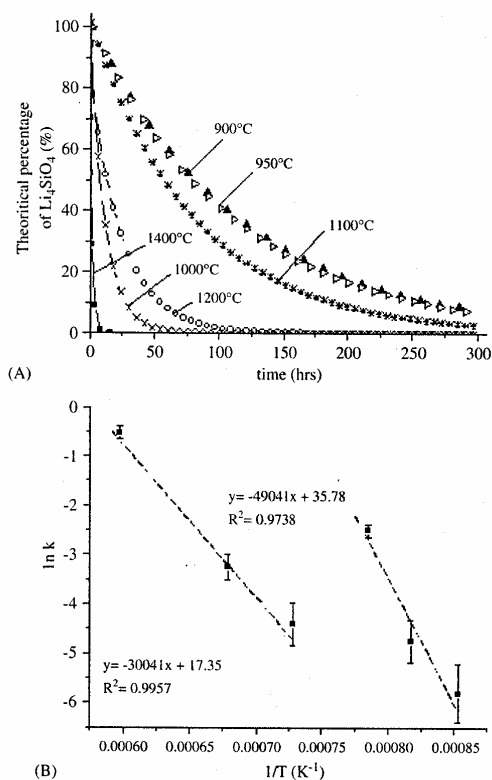 100
80
60
40
20
0
Theoritical percentage
of Li4SiO4 (%)
900°C
950°C
1100°C
1400°C
1000°C
1200°C
0 50 100 150 200 250 300
(A)
time (hrs)
0
-1
-2
-3
-4
-5
-6
ln k
y= -49041x + 35.78
R²= 0.9738
y= -30041x + 17.35
R²= 0.9957
0.00060 0.00065 0.00070 0.00075 0.00080 0.00085
(B)
1/T (K⁻¹)